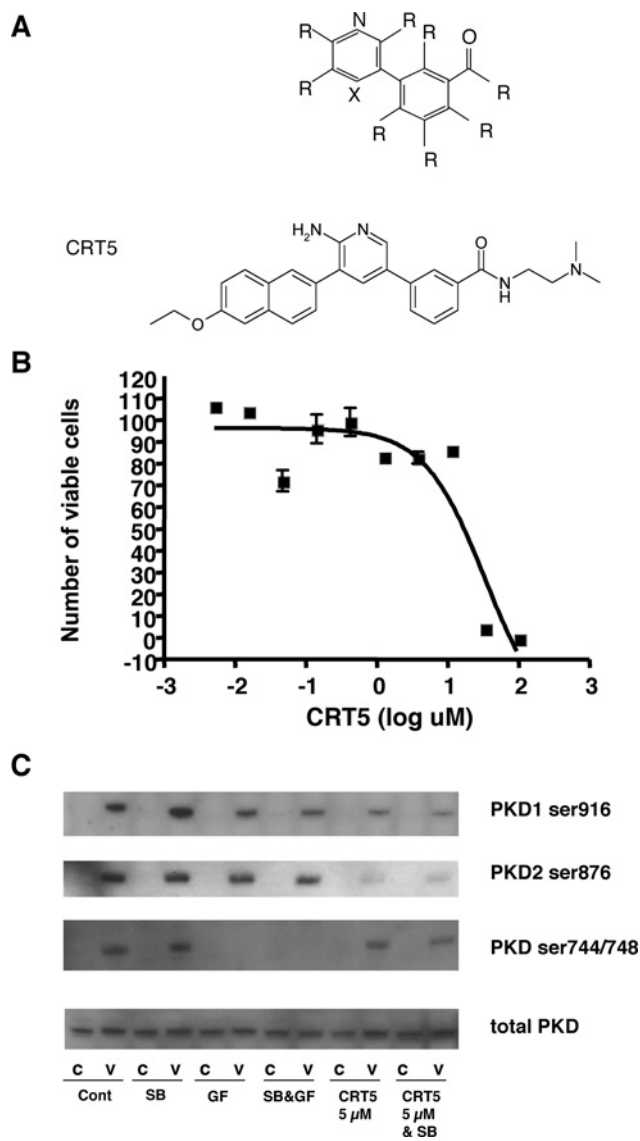 A
N
R R R O
R X R
R R
R
H₂N N O
CRT5 N
N
O H
B
120
110
100
90
80
70
60
50
40
30
20
10
0
-10
Number of viable cells
-3 -2 -1 0 1 2 3
CRT5 (log uM)
C
PKD1 ser916
PKD2 ser876
PKD ser744/748
total PKD
c v c v c v c v c v c v
Cont SB GF SB&GF CRT5 CRT5
5 µM 5 µM
& SB